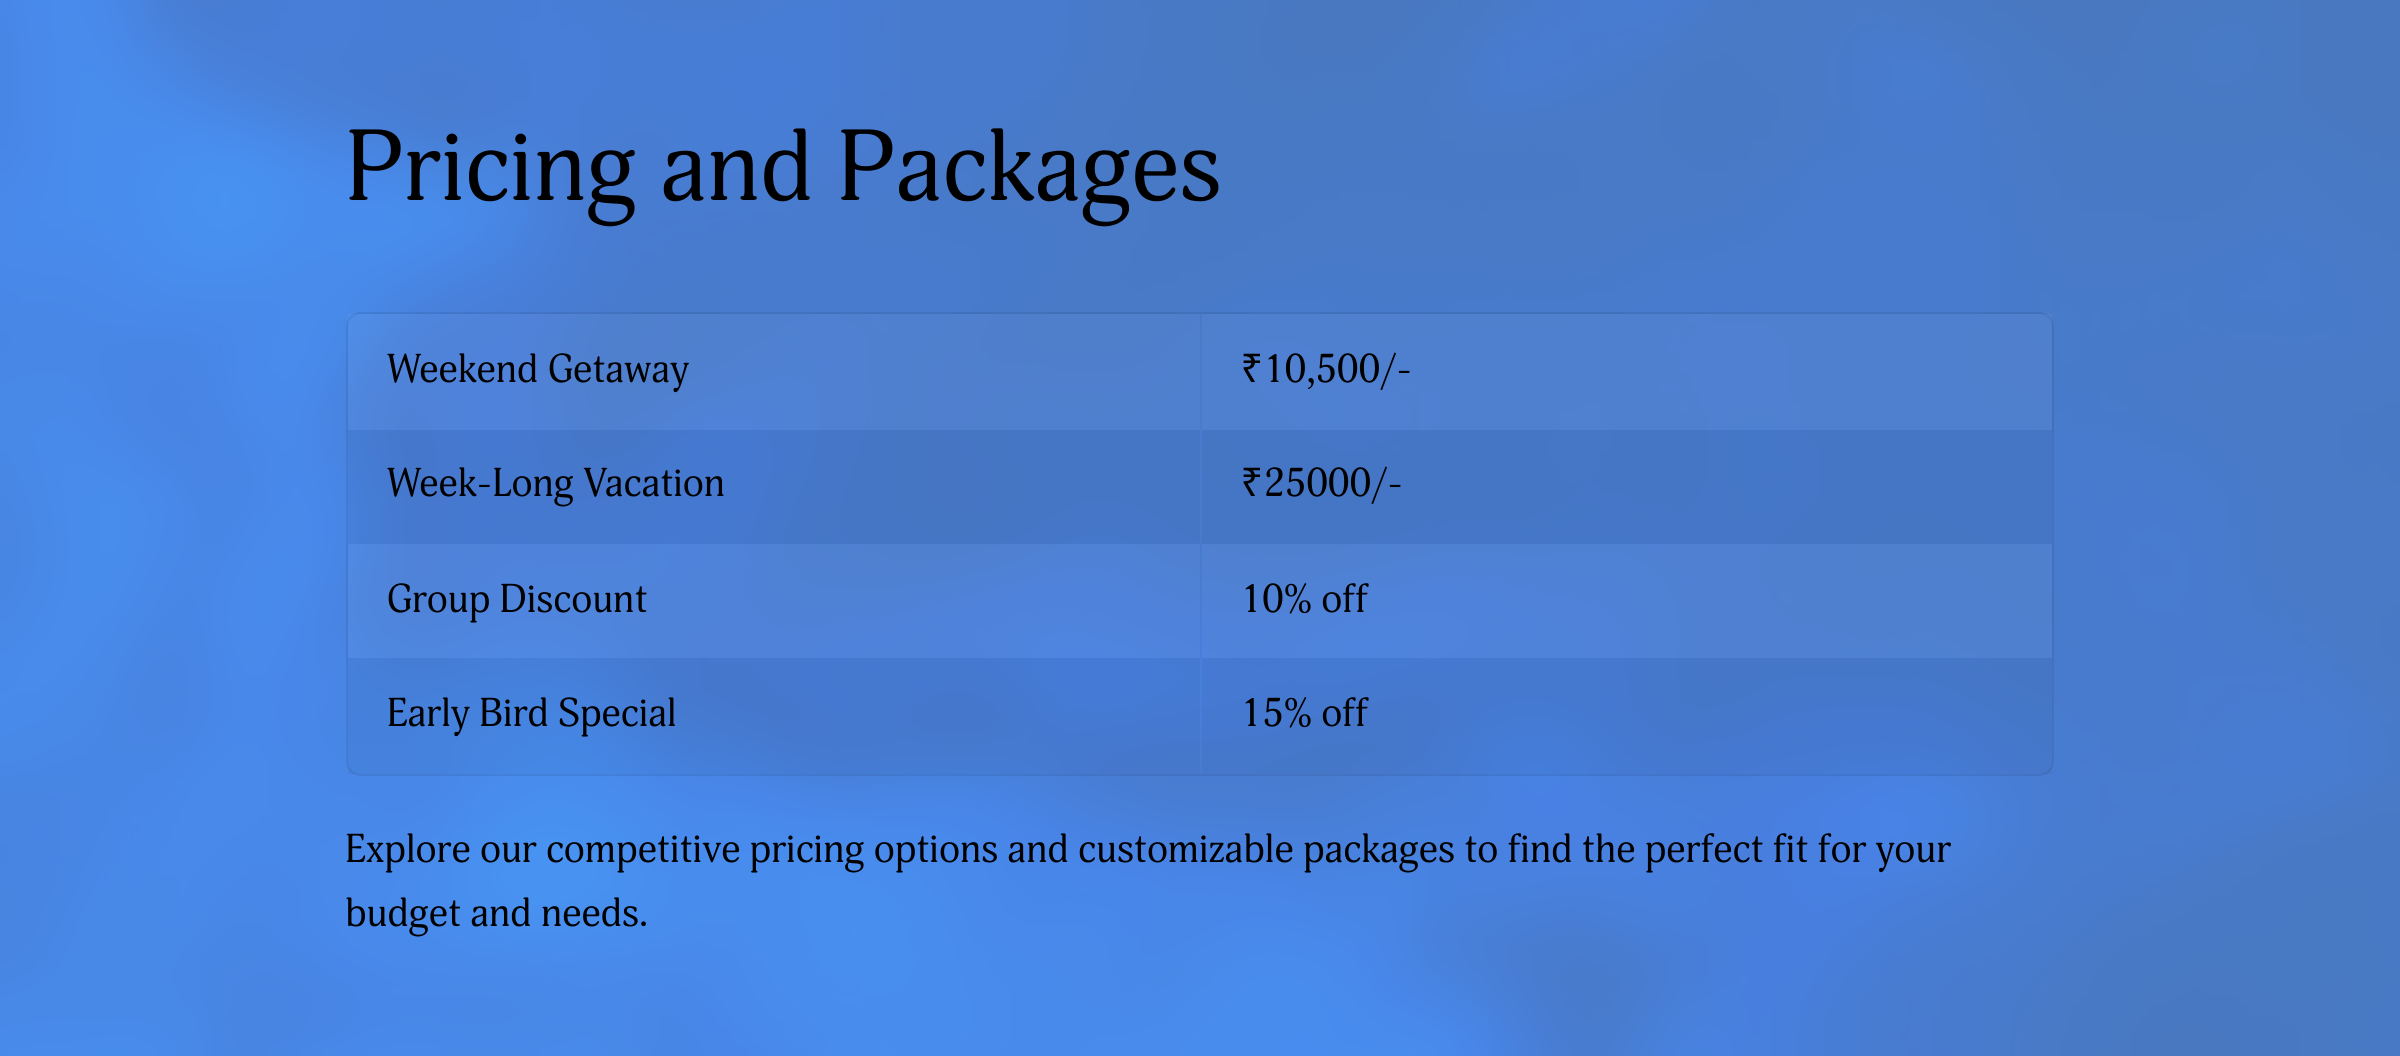 Pricing and Packages
Weekend Getaway ₹10,500/-
Week-Long Vacation ₹25000/-
Group Discount 10% off
Early Bird Special 15% off
Explore our competitive pricing options and customizable packages to find the perfect fit for your
budget and needs.